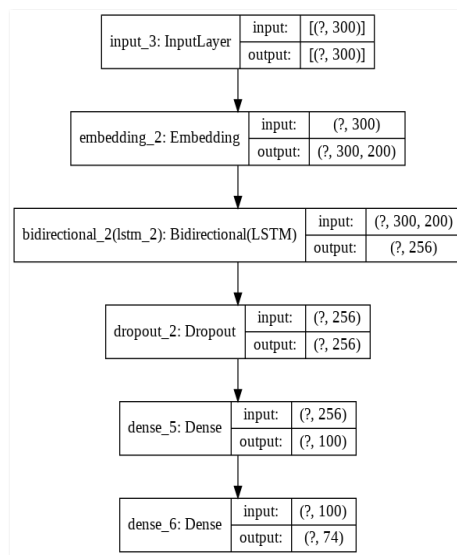 input_3: InputLayer
input: [(?, 300)]
output: [(?, 300)]
embedding_2: Embedding
input: (?, 300)
output: (?, 300, 200)
bidirectional_2(lstm_2): Bidirectional(LSTM)
input: (?, 300, 200)
output: (?, 256)
dropout_2: Dropout
input: (?, 256)
output: (?, 256)
dense_5: Dense
input: (?, 256)
output: (?, 100)
dense_6: Dense
input: (?, 100)
output: (?, 74)